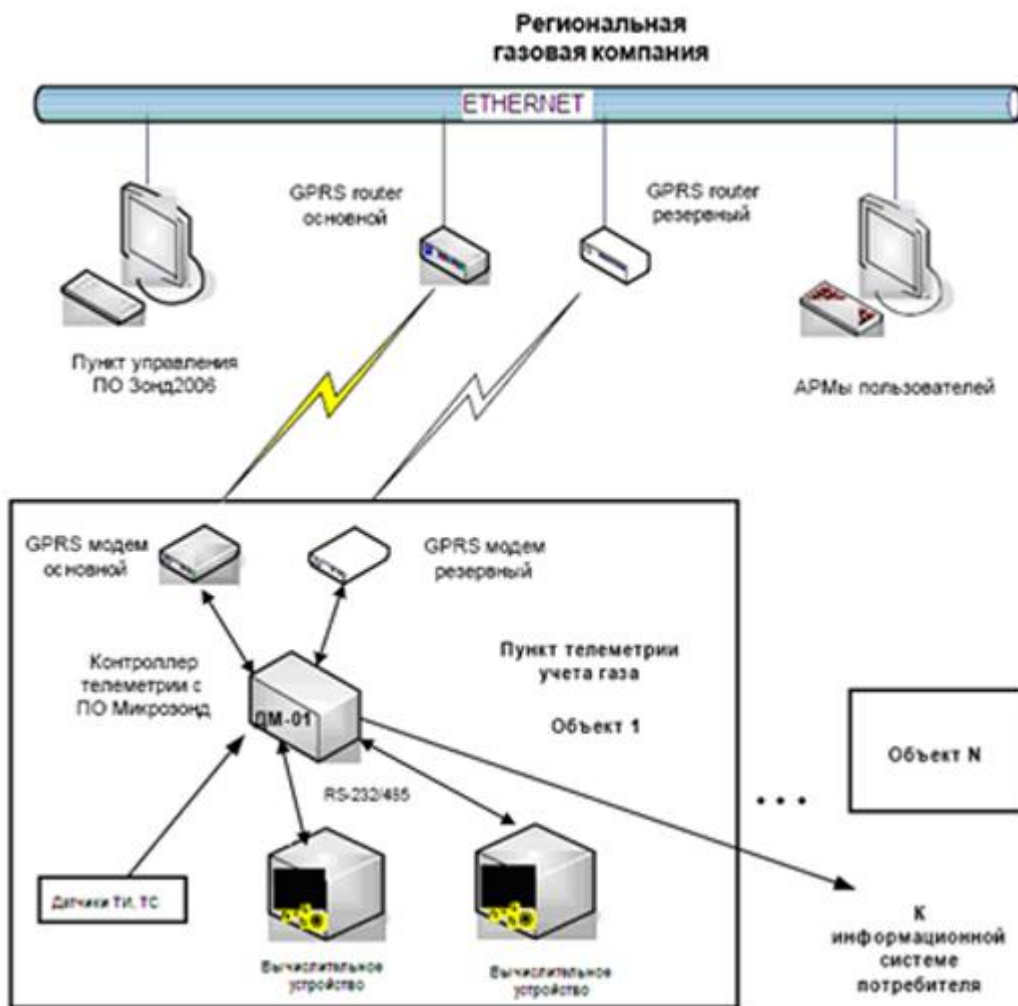 Региональная
газовая компания
ETHERNET
GPRS router
основной
GPRS router
резервный
Пункт управления
ПО Зонд2006
АРМы пользователей
GPRS модем
основной
GPRS модем
резервный
Контроллер
телеметрии с
ПО Микрозонд
ДМ-01
Пункт телеметрии
учета газа
Объект 1
Объект N
...
RS-232/485
Датчики ТИ, ТС
Вычислительное
устройство
Вычислительное
устройство
К
информационной
системе
потребителя